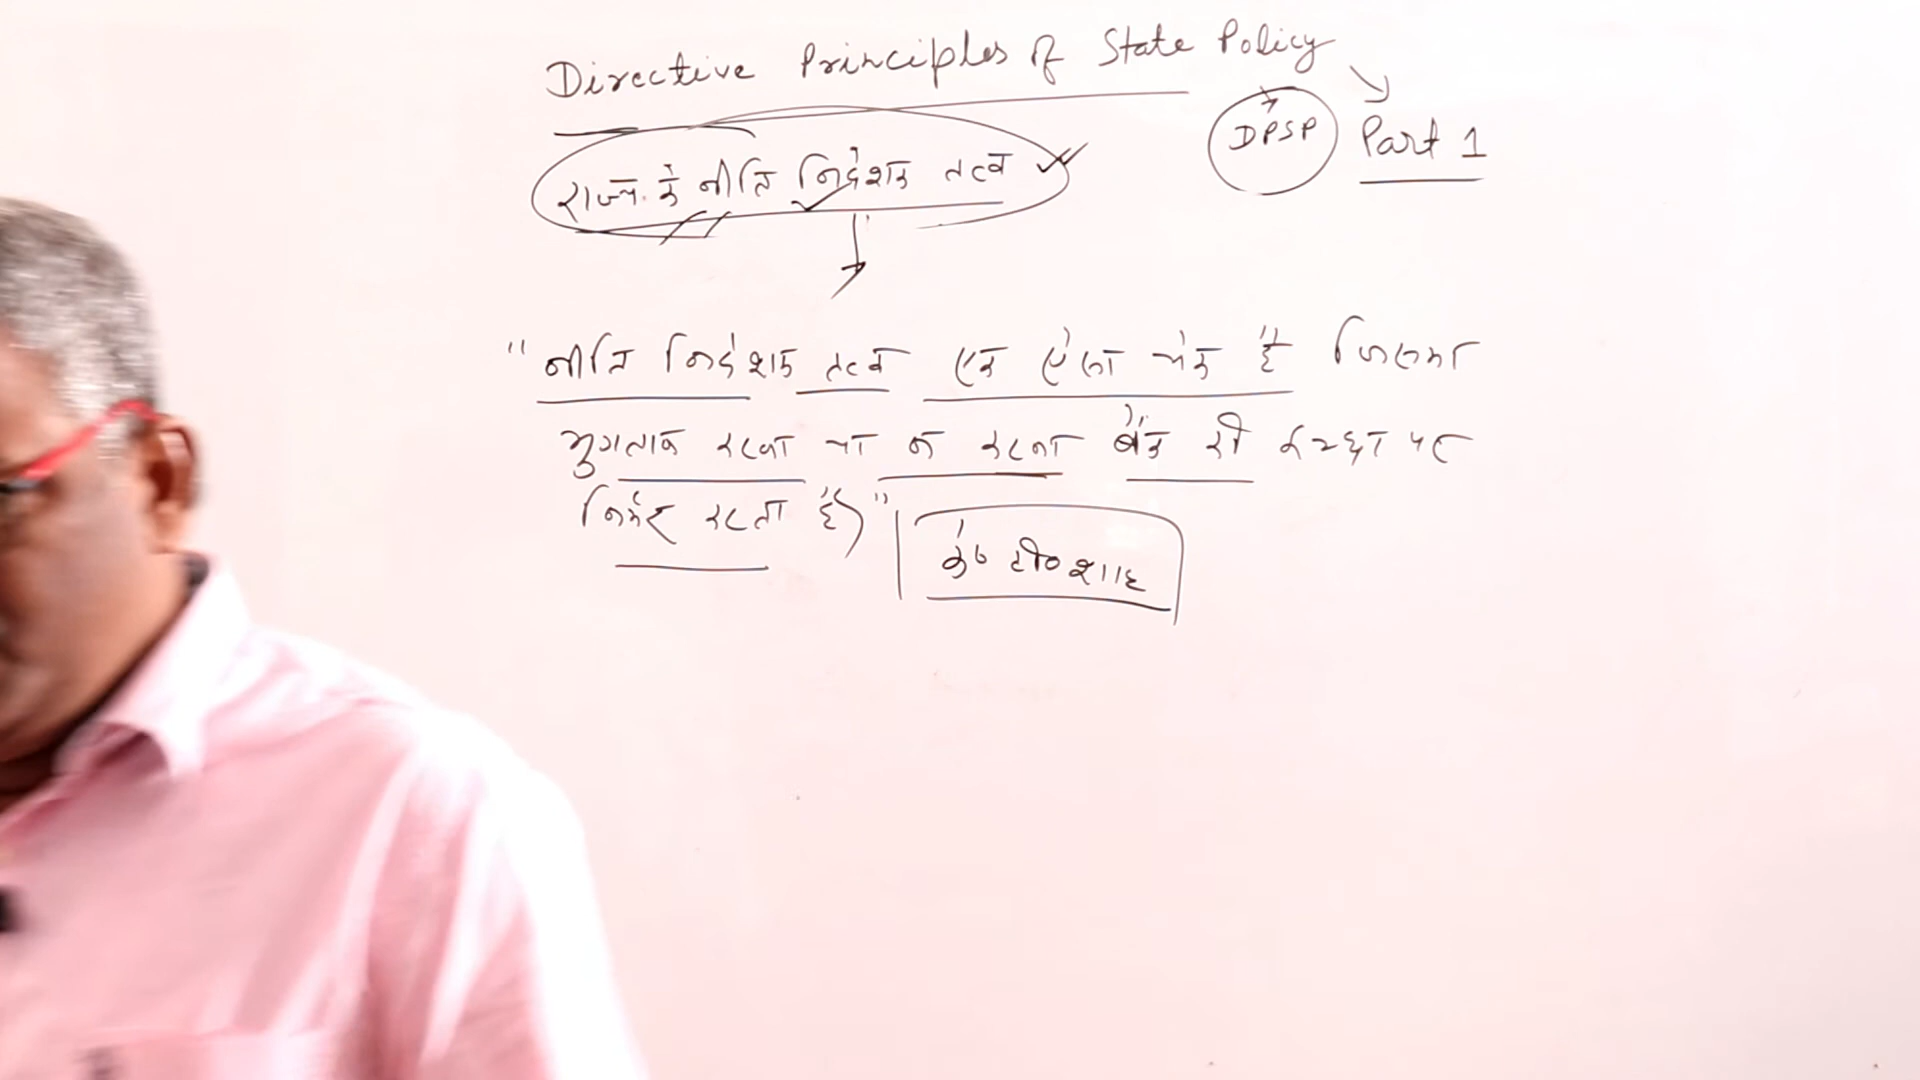 Directive Principles of State Policy
DPSP
Part 1
राज्य के नीति निदेशक तत्व
"नीति निदेशक तत्व एक ऐसा चेक है जिसका
भुगतान करना या न करना बैंक की इच्छा पर
निर्भर करता है"
के० टी० शाह